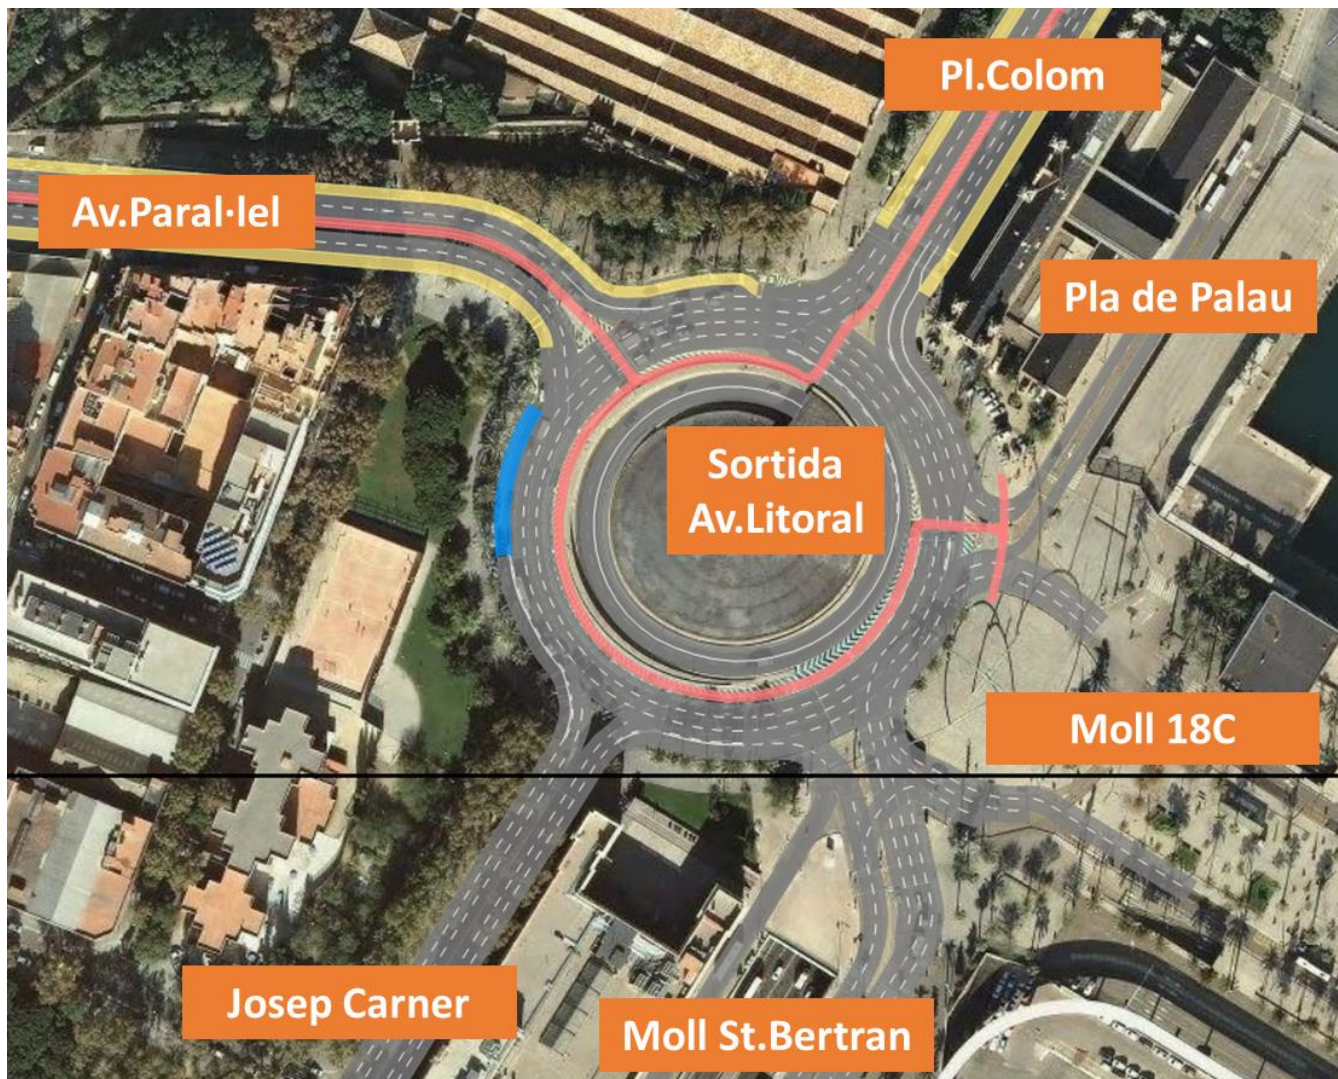 Pl.Colom
Av.Paral·lel
Pla de Palau
Sortida
Av.Litoral
Moll 18C
Josep Carner
Moll St.Bertran